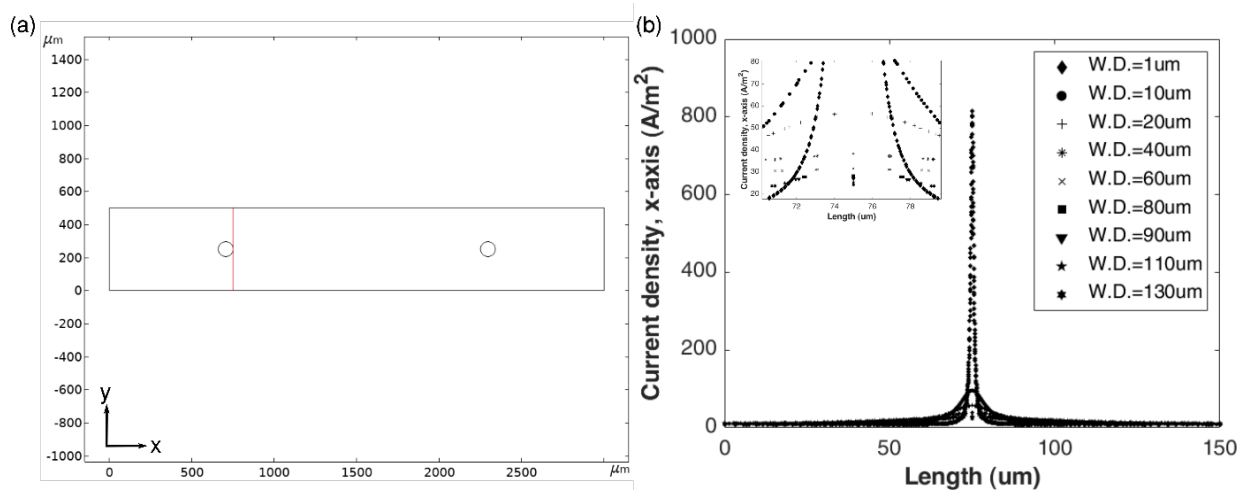 (a)
μm
1400
1200
1000
800
600
400
200
0
-200
-400
-600
-800
-1000
y
x
0
500
1000
1500
2000
2500
μm
(b)
Current density, x-axis (A/m²)
1000
800
600
400
200
0
0
50
100
150
Length (um)
Current density, x-axis (A/m²)
80
70
60
50
40
30
20
72
74
76
78
Length (um)
W.D.=1um
W.D.=10um
W.D.=20um
W.D.=40um
W.D.=60um
W.D.=80um
W.D.=90um
W.D.=110um
W.D.=130um